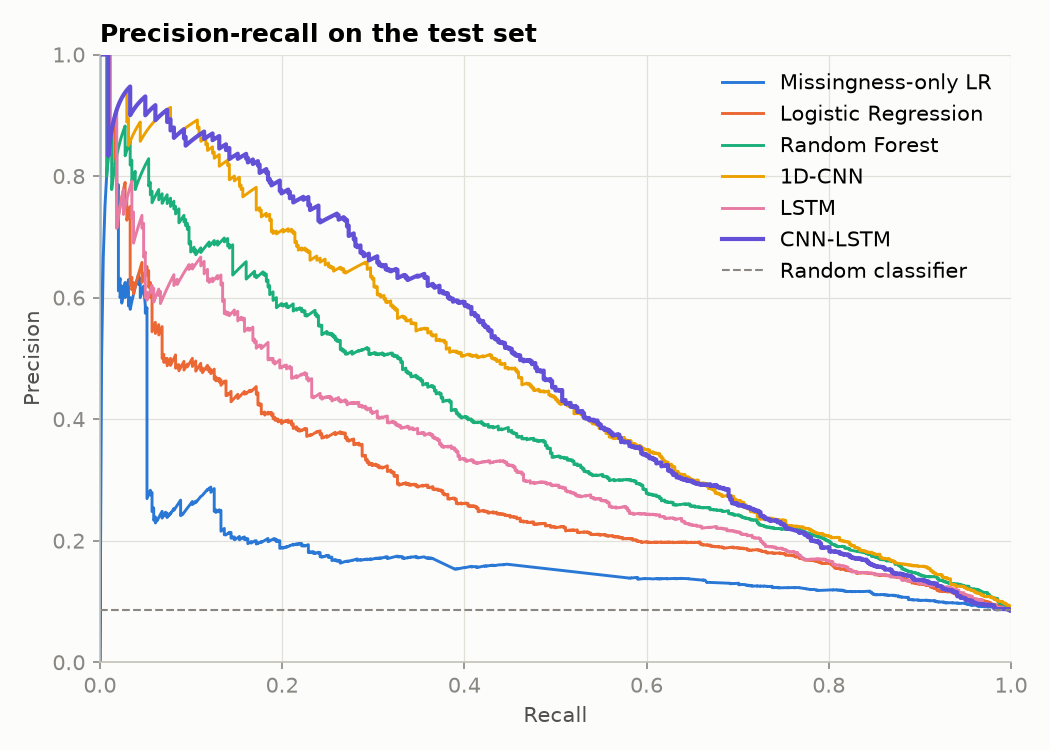 Precision-recall on the test set
1.0
0.8
0.6
0.4
0.2
0.0
Precision
Missingness-only LR
Logistic Regression
Random Forest
1D-CNN
LSTM
CNN-LSTM
Random classifier
0.0 0.2 0.4 0.6 0.8 1.0
Recall